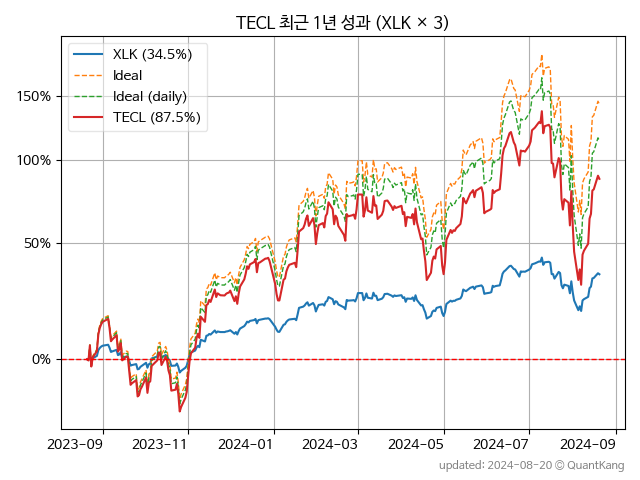 TECL 최근 1년 성과 (XLK × 3)
XLK (34.5%)
Ideal
Ideal (daily)
TECL (87.5%)
150%
100%
50%
0%
2023-09 2023-11 2024-01 2024-03 2024-05 2024-07 2024-09
updated: 2024-08-20 © QuantKang